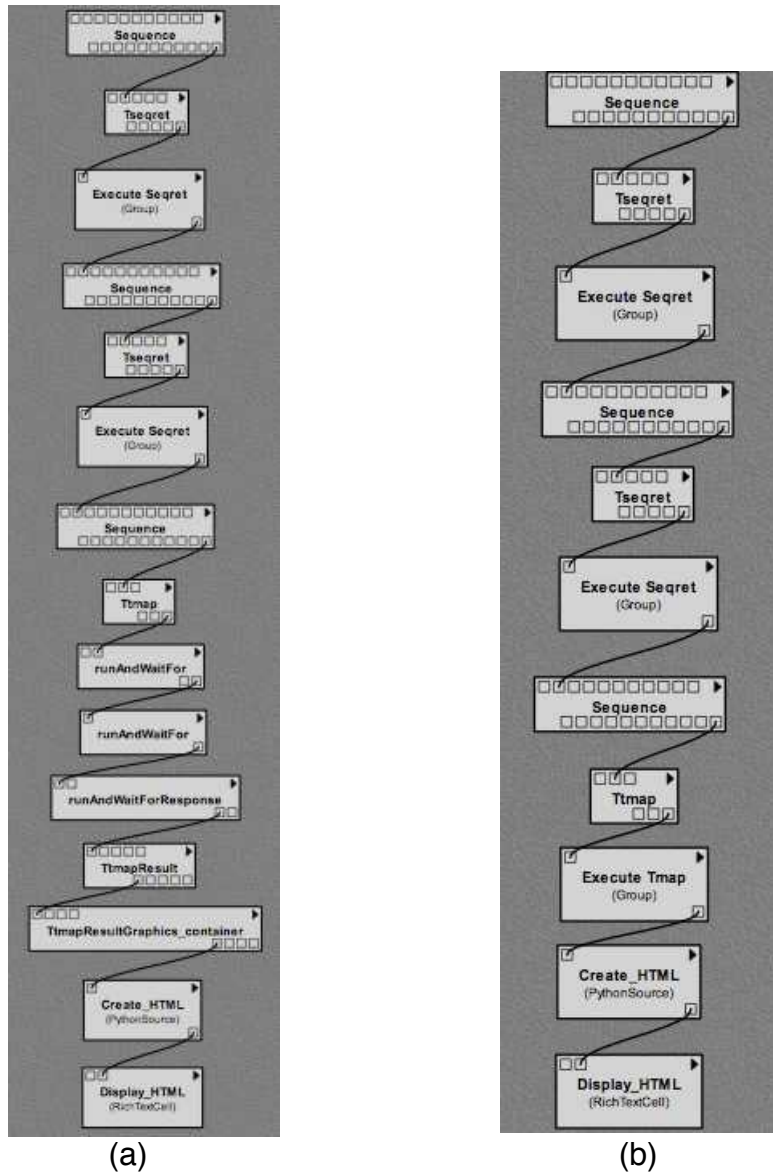 Sequence
Tseqret
Execute Seqret
(Group)
Sequence
Tseqret
Execute Seqret
(Group)
Sequence
Ttmap
runAndWaitFor
runAndWaitFor
runAndWaitForResponse
TtmapResult
TtmapResultGraphics_container
Create_HTML
(PythonSource)
Display_HTML
(RichTextCell)
(a)
Sequence
Tseqret
Execute Seqret
(Group)
Sequence
Tseqret
Execute Seqret
(Group)
Sequence
Ttmap
Execute Tmap
(Group)
Create_HTML
(PythonSource)
Display_HTML
(RichTextCell)
(b)